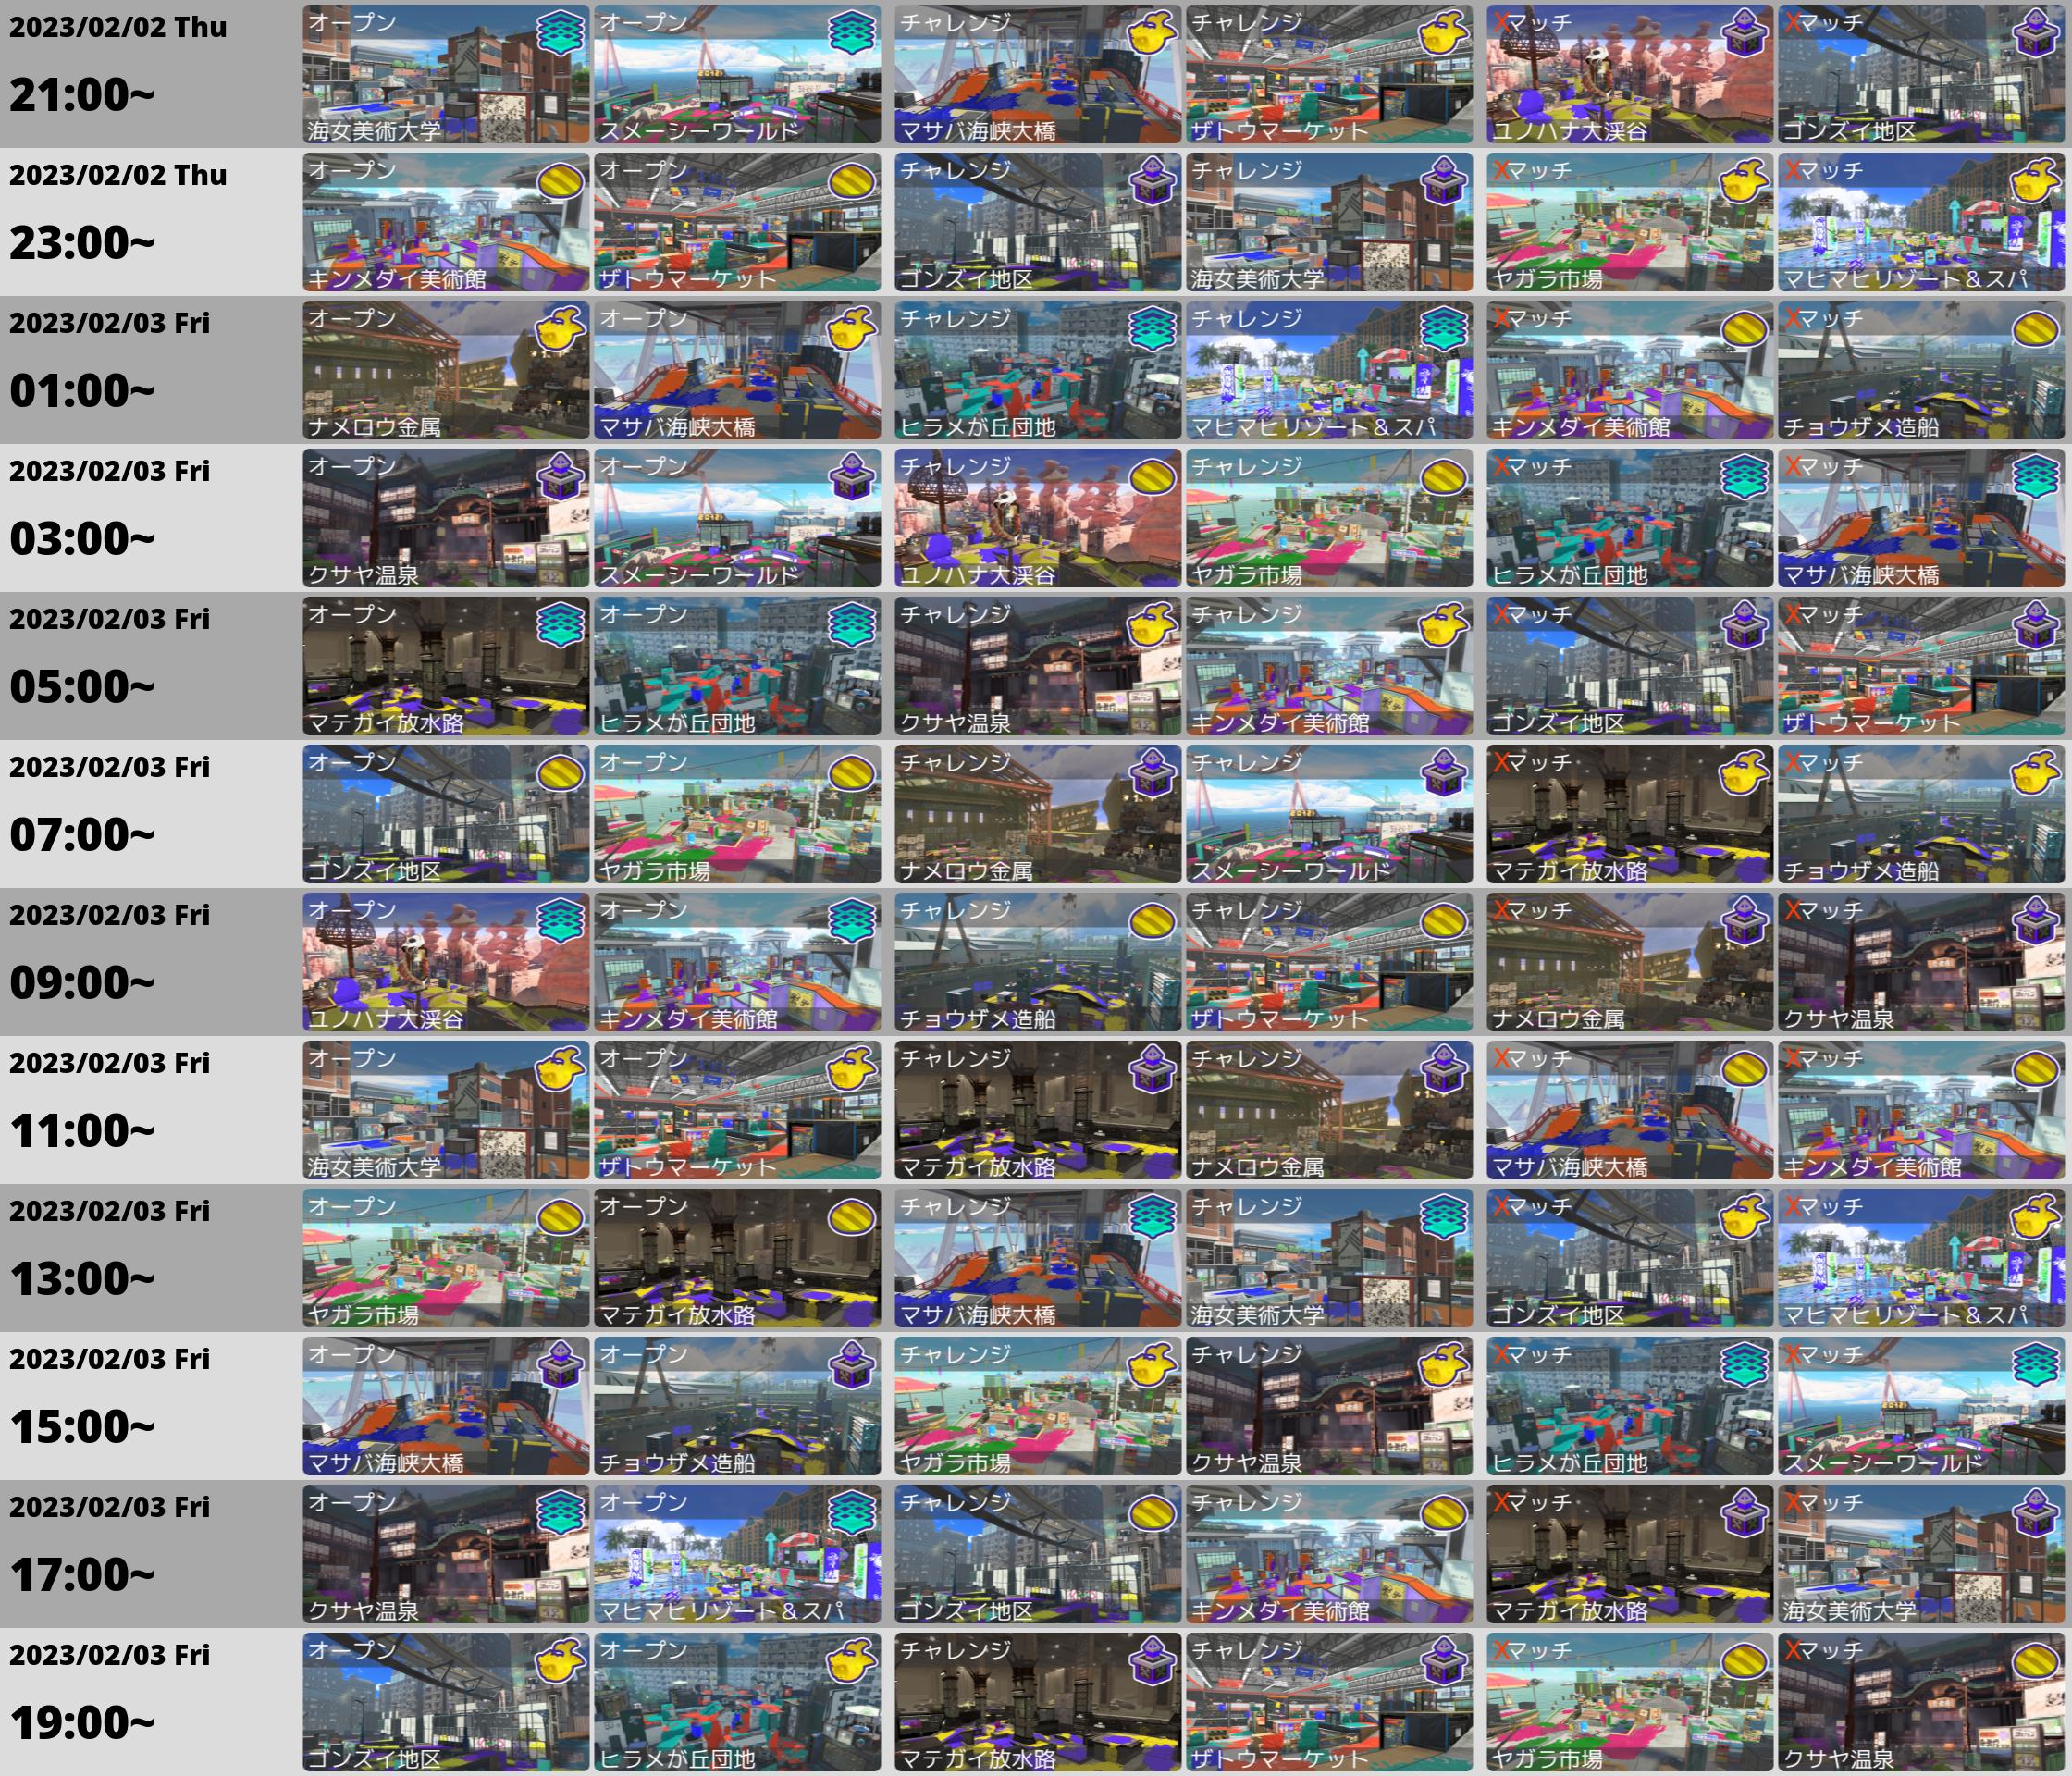 2023/02/02 Thu
21:00~
オープン オープン チャレンジ チャレンジ Xマッチ Xマッチ
海女美術大学 スメーシーワールド マサバ海峡大橋 ザトウマーケット ユノハナ大渓谷 ゴンズイ地区
2023/02/02 Thu
23:00~
オープン オープン チャレンジ チャレンジ Xマッチ Xマッチ
キンメダイ美術館 ザトウマーケット ゴンズイ地区 海女美術大学 ヤガラ市場 マヒマヒリゾート＆スパ
2023/02/03 Fri
01:00~
オープン オープン チャレンジ チャレンジ Xマッチ Xマッチ
ナメロウ金属 マサバ海峡大橋 ヒラメが丘団地 マヒマヒリゾート＆スパ キンメダイ美術館 チョウザメ造船
2023/02/03 Fri
03:00~
オープン オープン チャレンジ チャレンジ Xマッチ Xマッチ
クサヤ温泉 スメーシーワールド ユノハナ大渓谷 ヤガラ市場 ヒラメが丘団地 マサバ海峡大橋
2023/02/03 Fri
05:00~
オープン オープン チャレンジ チャレンジ Xマッチ Xマッチ
マテガイ放水路 ヒラメが丘団地 クサヤ温泉 キンメダイ美術館 ゴンズイ地区 ザトウマーケット
2023/02/03 Fri
07:00~
オープン オープン チャレンジ チャレンジ Xマッチ Xマッチ
ゴンズイ地区 ヤガラ市場 ナメロウ金属 スメーシーワールド マテガイ放水路 チョウザメ造船
2023/02/03 Fri
09:00~
オープン オープン チャレンジ チャレンジ Xマッチ Xマッチ
ユノハナ大渓谷 キンメダイ美術館 チョウザメ造船 ザトウマーケット ナメロウ金属 クサヤ温泉
2023/02/03 Fri
11:00~
オープン オープン チャレンジ チャレンジ Xマッチ Xマッチ
海女美術大学 ザトウマーケット マテガイ放水路 ナメロウ金属 マサバ海峡大橋 キンメダイ美術館
2023/02/03 Fri
13:00~
オープン オープン チャレンジ チャレンジ Xマッチ Xマッチ
ヤガラ市場 マテガイ放水路 マサバ海峡大橋 海女美術大学 ゴンズイ地区 マヒマヒリゾート＆スパ
2023/02/03 Fri
15:00~
オープン オープン チャレンジ チャレンジ Xマッチ Xマッチ
マサバ海峡大橋 チョウザメ造船 ヤガラ市場 クサヤ温泉 ヒラメが丘団地 スメーシーワールド
2023/02/03 Fri
17:00~
オープン オープン チャレンジ チャレンジ Xマッチ Xマッチ
クサヤ温泉 マヒマヒリゾート＆スパ ゴンズイ地区 キンメダイ美術館 マテガイ放水路 海女美術大学
2023/02/03 Fri
19:00~
オープン オープン チャレンジ チャレンジ Xマッチ Xマッチ
ゴンズイ地区 ヒラメが丘団地 マテガイ放水路 ザトウマーケット ヤガラ市場 クサヤ温泉